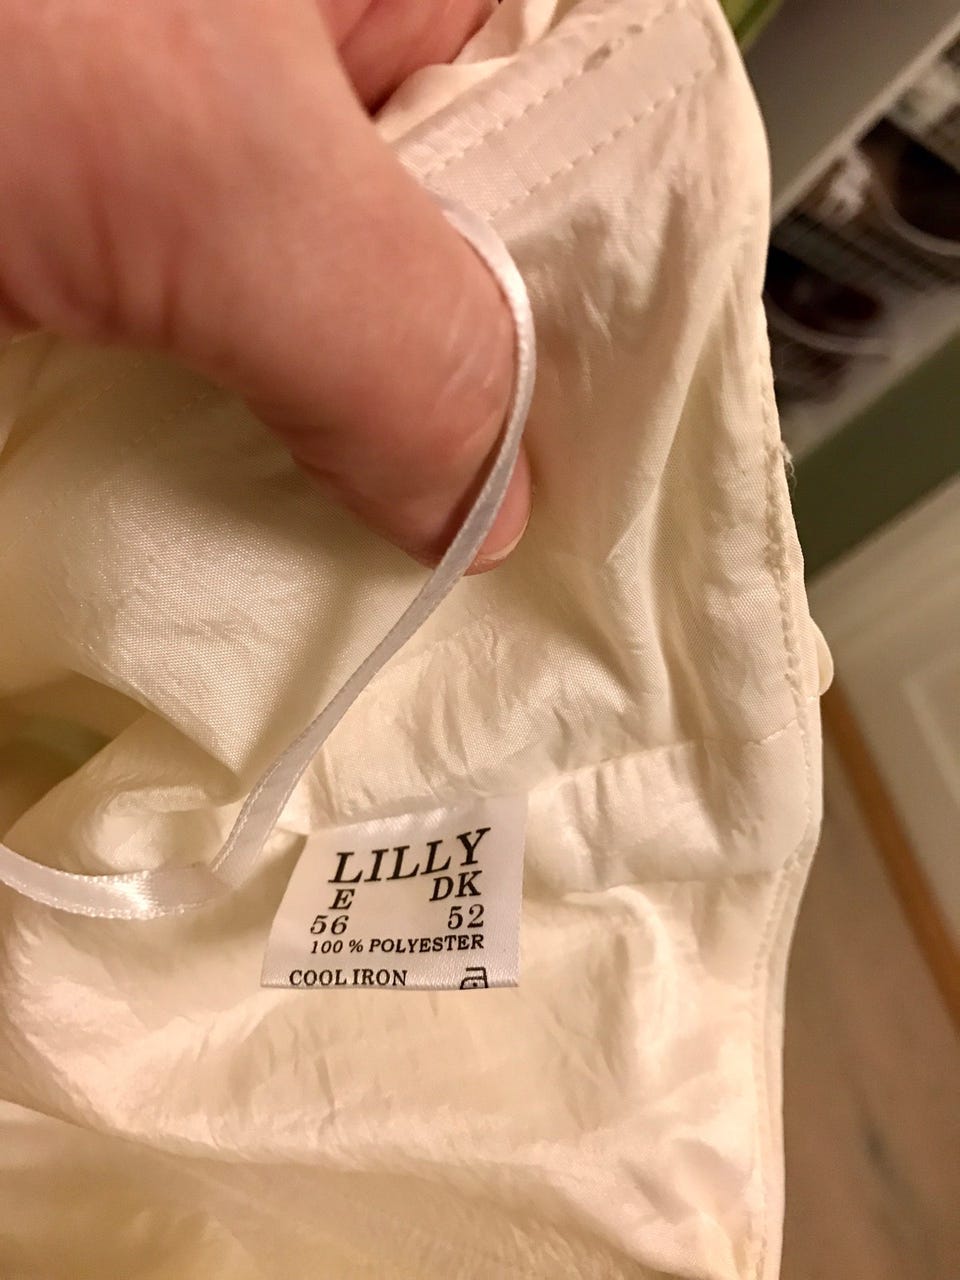 LILLY
E DK
56 52
100 % POLYESTER
COOL IRON